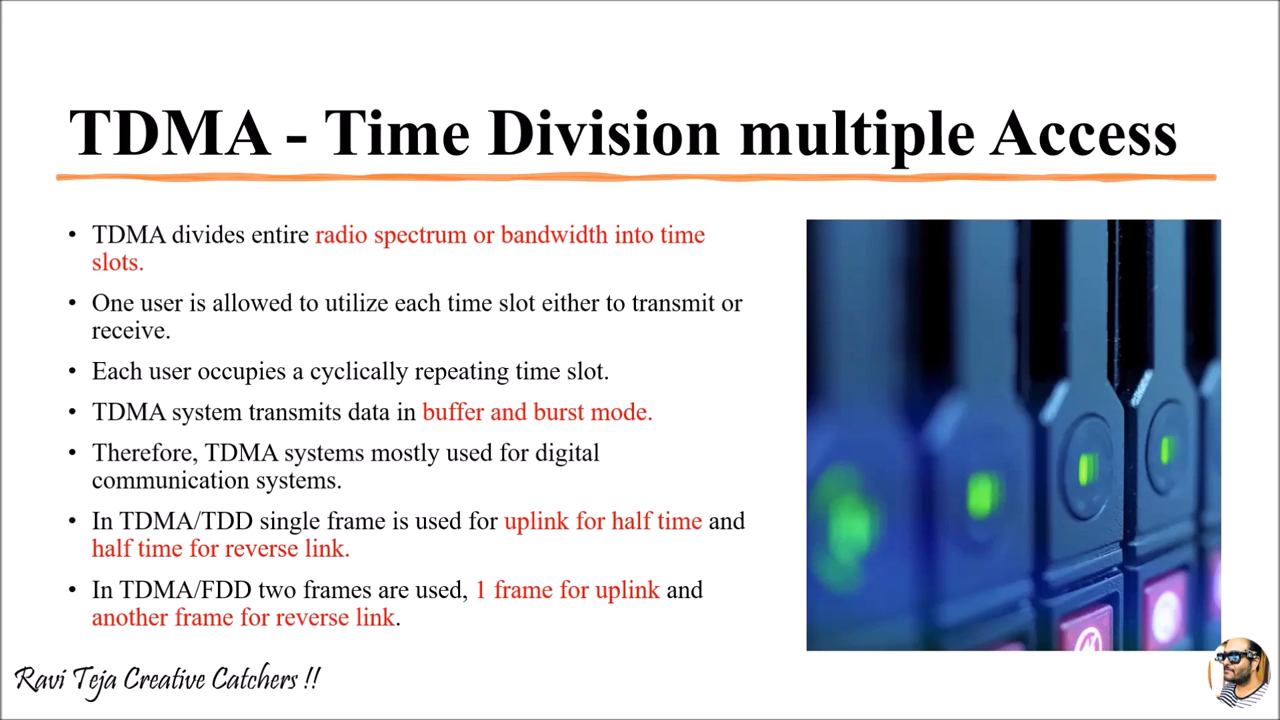 TDMA - Time Division multiple Access
• TDMA divides entire radio spectrum or bandwidth into time
slots.
• One user is allowed to utilize each time slot either to transmit or
receive.
• Each user occupies a cyclically repeating time slot.
• TDMA system transmits data in buffer and burst mode.
• Therefore, TDMA systems mostly used for digital
communication systems.
• In TDMA/TDD single frame is used for uplink for half time and
half time for reverse link.
• In TDMA/FDD two frames are used, 1 frame for uplink and
another frame for reverse link.
Ravi Teja Creative Catchers !!